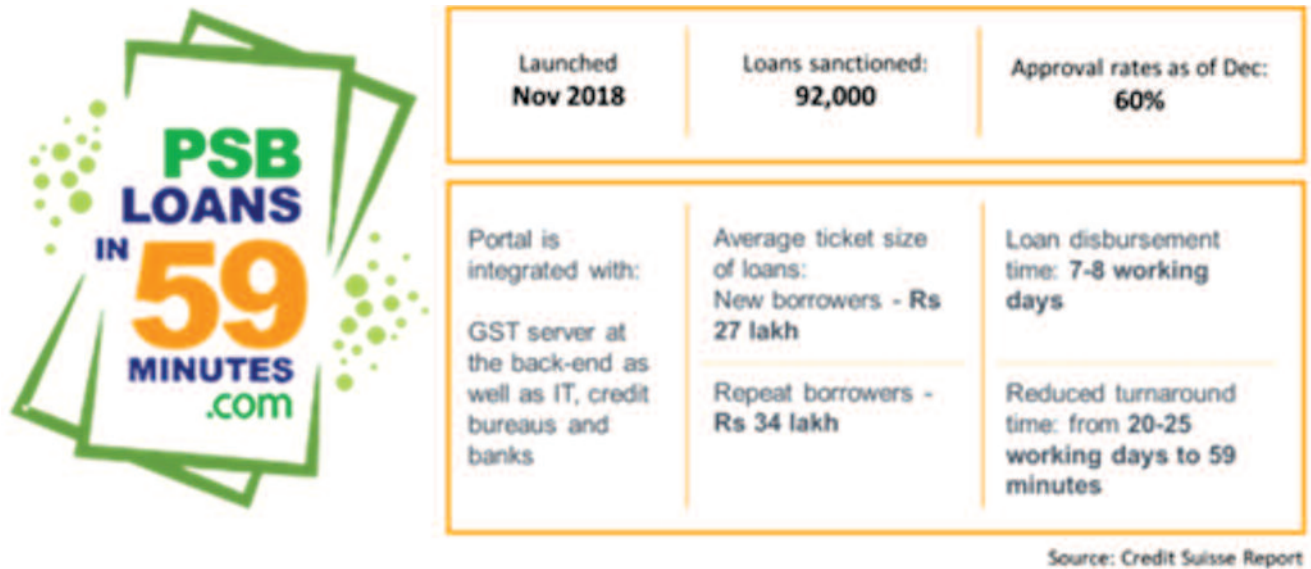 PSB
LOANS
IN 59
MINUTES
.com
Launched
Nov 2018
Loans sanctioned:
92,000
Approval rates as of Dec:
60%
Portal is
integrated with:
GST server at
the back-end as
well as IT, credit
bureaus and
banks
Average ticket size
of loans:
New borrowers - Rs
27 lakh
Repeat borrowers -
Rs 34 lakh
Loan disbursement
time: 7-8 working
days
Reduced turnaround
time: from 20-25
working days to 59
minutes
Source: Credit Suisse Report